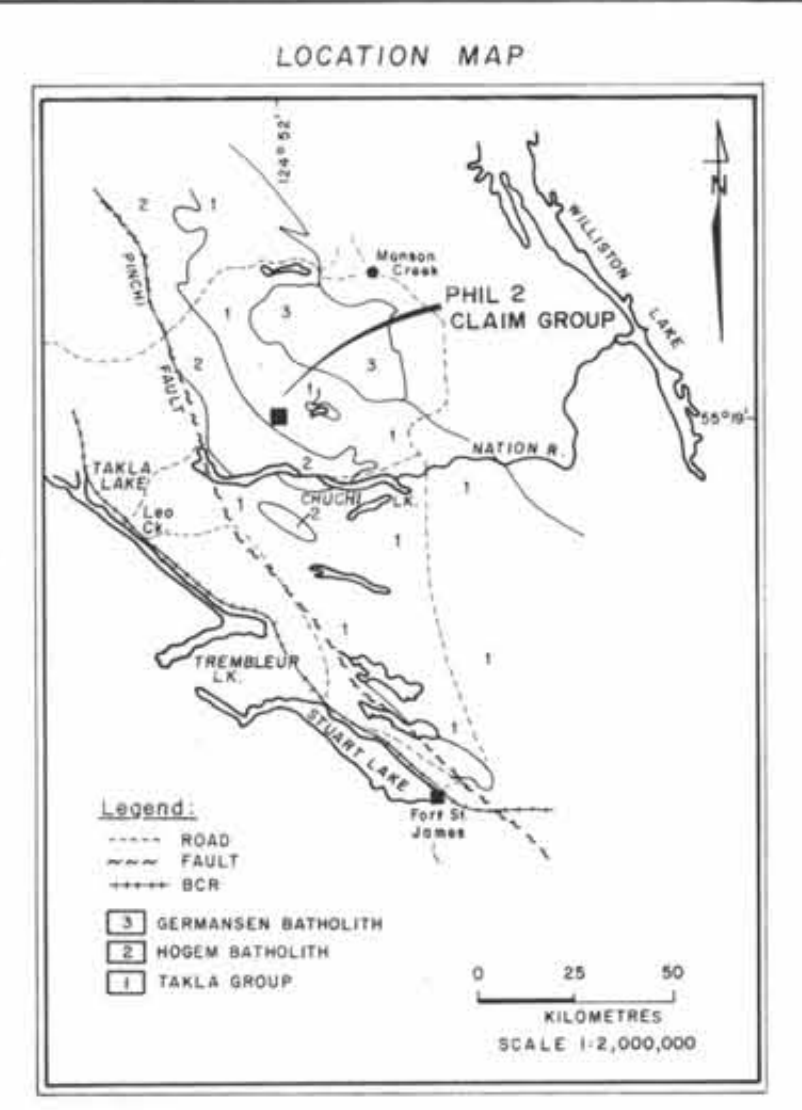 LOCATION MAP
124° 52'
N
2
1
WILLISTON
LAKE
Manson
Creek
PINCHI
FAULT
PHIL 2
CLAIM GROUP
1
3
3
2
1
1
55° 19'
NATION R.
2
TAKLA
LAKE
Leo
Ck.
1
CHUCHI LK.
2
1
1
1
1
TREMBLEUR
LK.
STUART LAKE
1
Fort St.
James
Legend:
ROAD
FAULT
BCR
3 GERMANSEN BATHOLITH
2 HOGEM BATHOLITH
1 TAKLA GROUP
0 25 50
KILOMETRES
SCALE 1:2,000,000